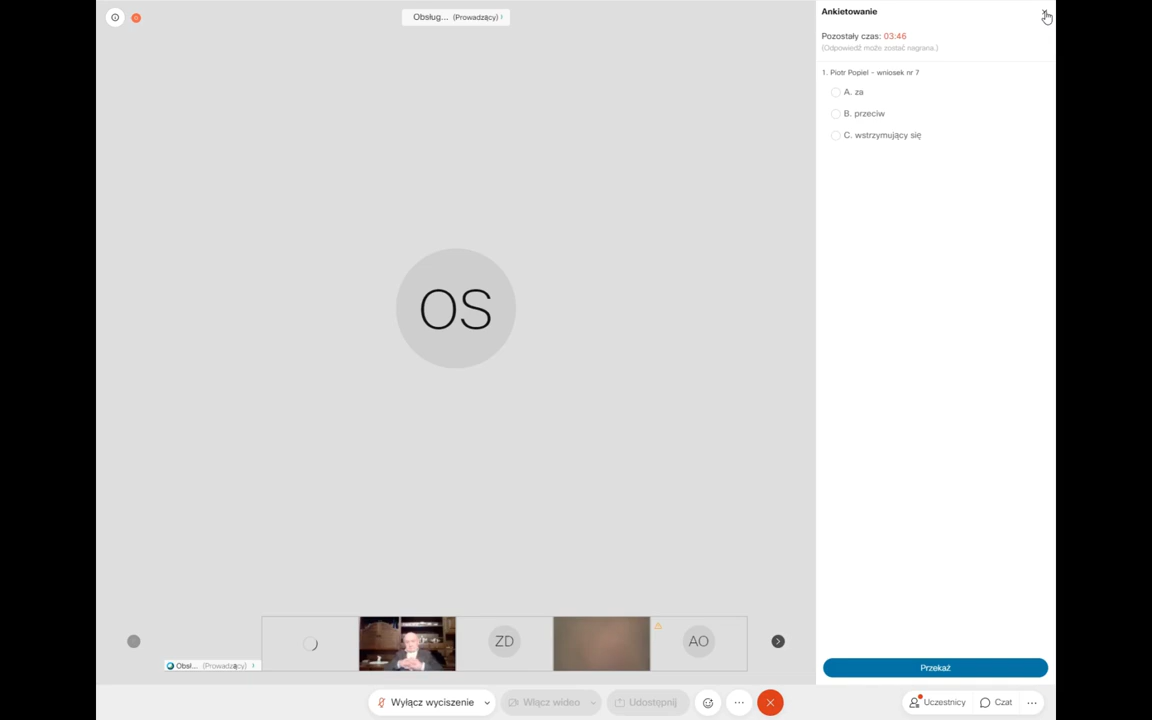 Obsług... (Prowadzący)
Ankietowanie
Pozostały czas: 03:46
(Odpowiedź może zostać nagrana.)
1. Piotr Popiel - wniosek nr 7
A. za
B. przeciw
C. wstrzymujący się
OS
ZD
AO
Obsł... (Prowadzący)
Przekaż
Wyłącz wyciszenie
Włącz wideo
Udostępnij
Uczestnicy
Czat